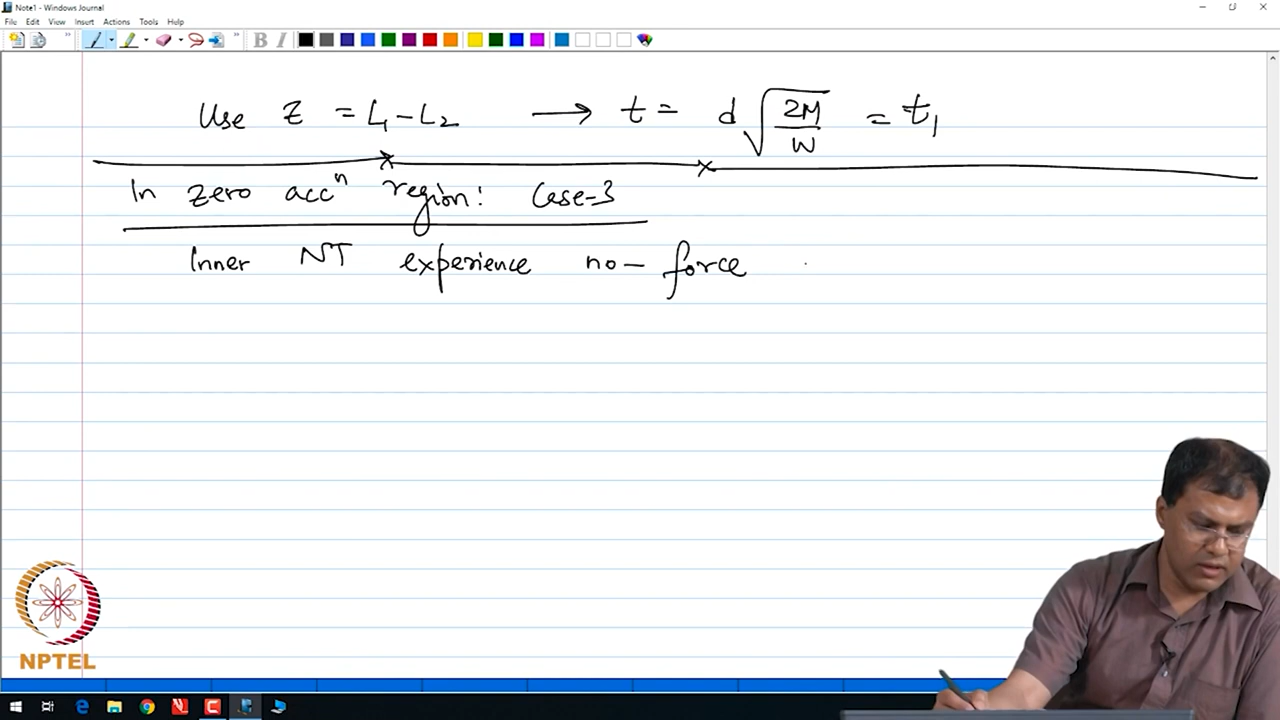 Note1 - Windows Journal
File Edit View Insert Actions Tools Help
B I
Use Z = L₁ - L₂ → t = d √(2M/W) = t₁
In zero accⁿ region: Case-3
Inner NT experience no- force
NPTEL